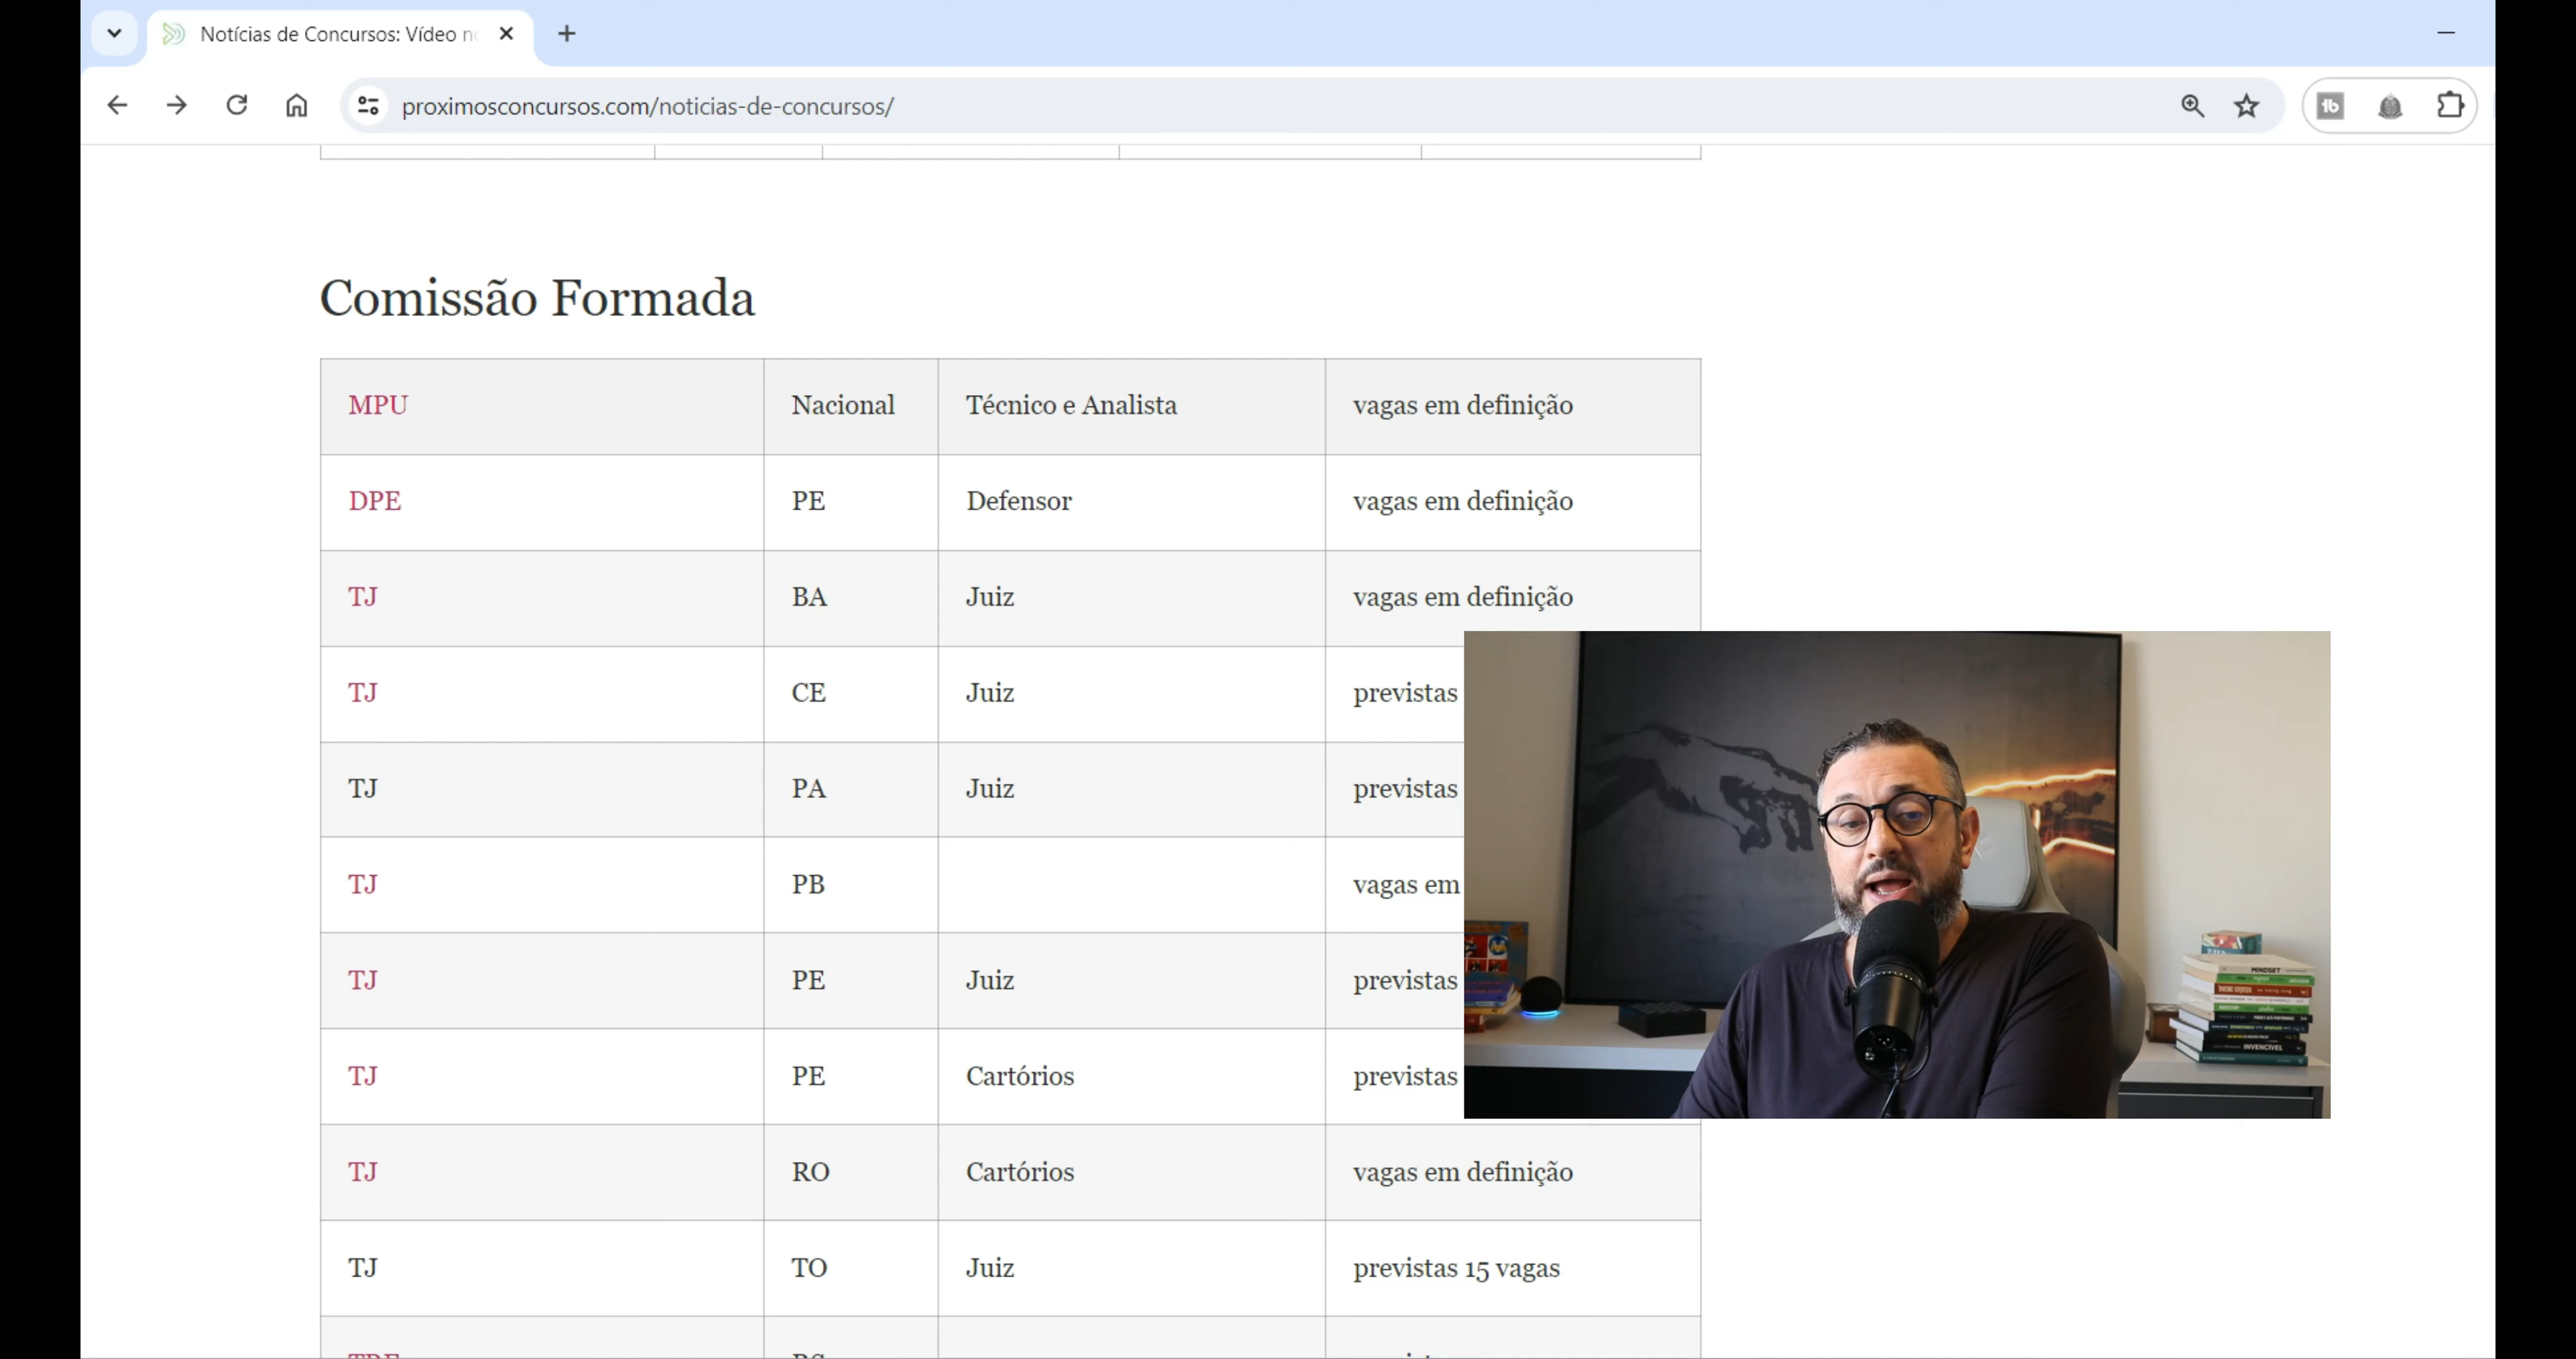 Notícias de Concursos: Vídeo n
proximosconcursos.com/noticias-de-concursos/
Comissão Formada
MPU Nacional Técnico e Analista vagas em definição
DPE PE Defensor vagas em definição
TJ BA Juiz vagas em definição
TJ CE Juiz previstas
TJ PA Juiz previstas
TJ PB vagas em
TJ PE Juiz previstas
TJ PE Cartórios previstas
TJ RO Cartórios vagas em definição
TJ TO Juiz previstas 15 vagas
MINDSET
INVENCÍVEL